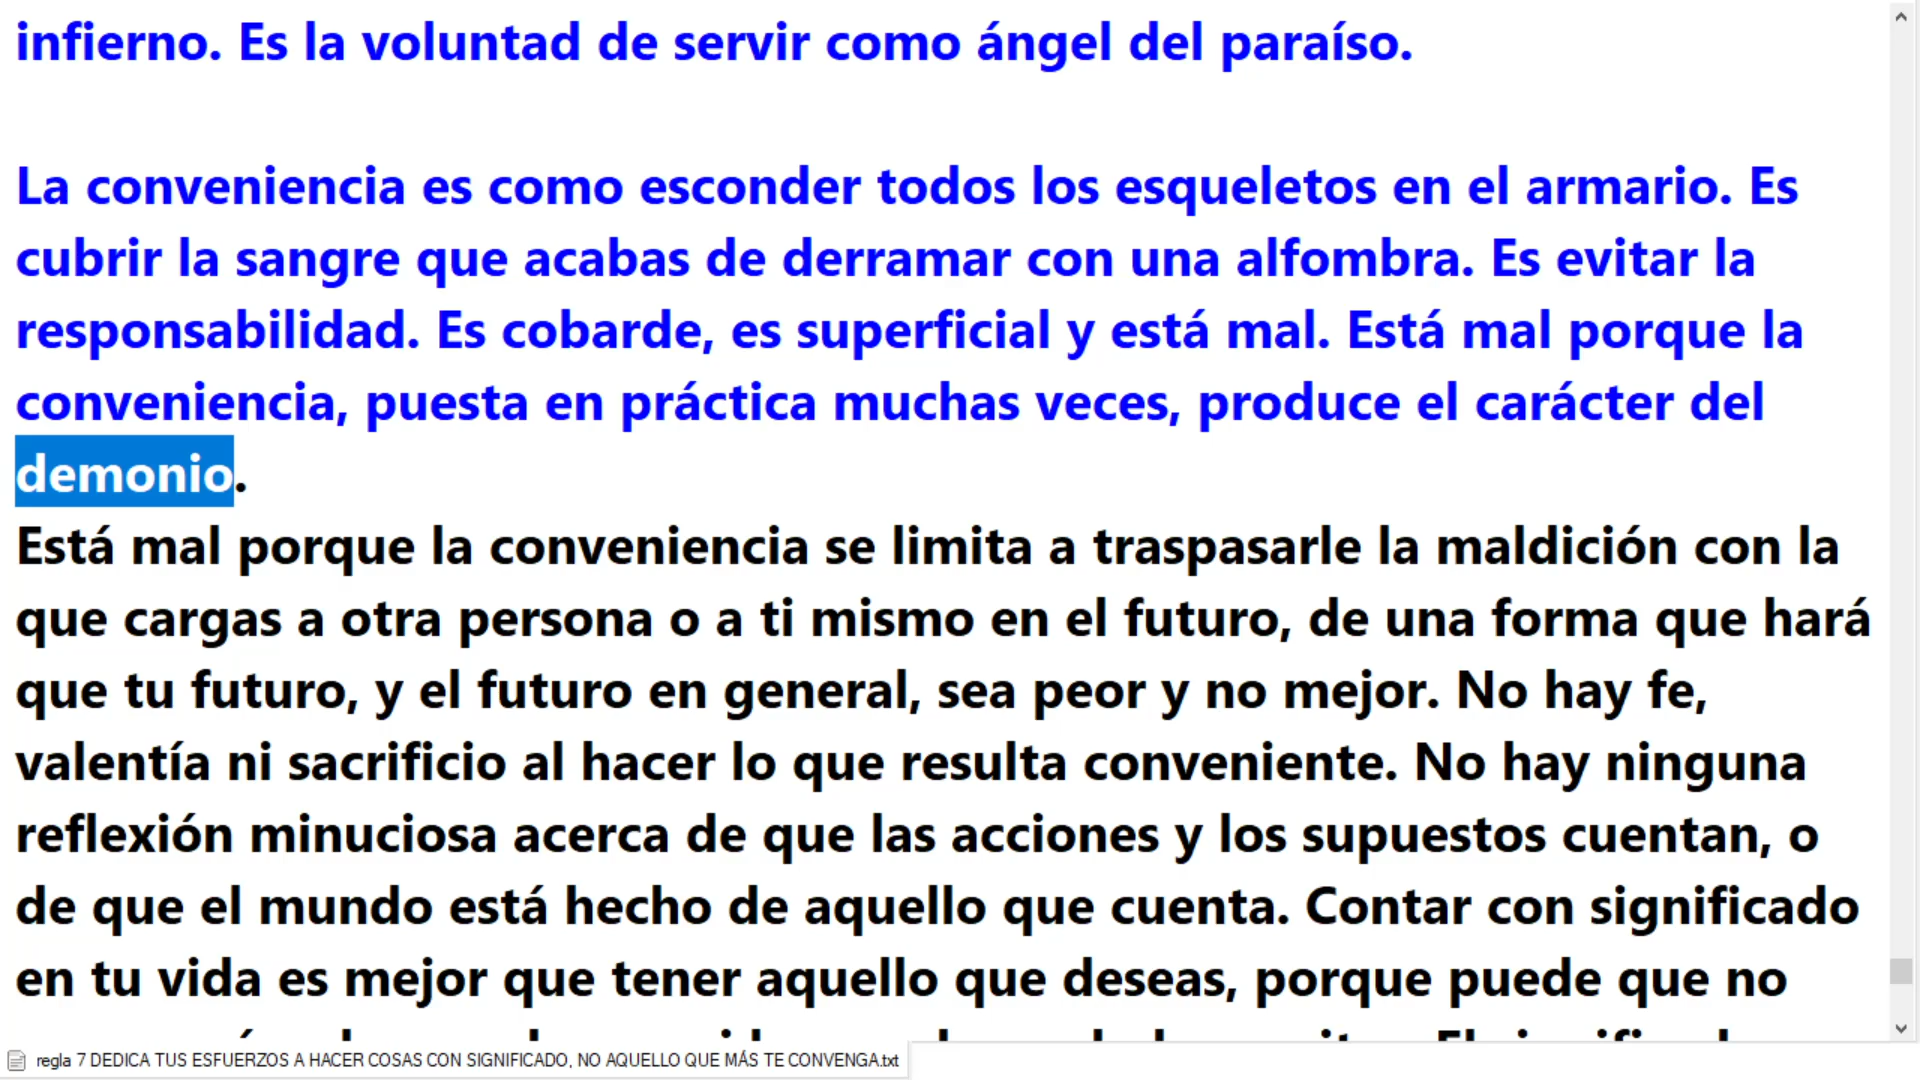 infierno. Es la voluntad de servir como ángel del paraíso.
La conveniencia es como esconder todos los esqueletos en el armario. Es
cubrir la sangre que acabas de derramar con una alfombra. Es evitar la
responsabilidad. Es cobarde, es superficial y está mal. Está mal porque la
conveniencia, puesta en práctica muchas veces, produce el carácter del
demonio.
Está mal porque la conveniencia se limita a traspasarle la maldición con la
que cargas a otra persona o a ti mismo en el futuro, de una forma que hará
que tu futuro, y el futuro en general, sea peor y no mejor. No hay fe,
valentía ni sacrificio al hacer lo que resulta conveniente. No hay ninguna
reflexión minuciosa acerca de que las acciones y los supuestos cuentan, o
de que el mundo está hecho de aquello que cuenta. Contar con significado
en tu vida es mejor que tener aquello que deseas, porque puede que no
regla 7 DEDICA TUS ESFUERZOS A HACER COSAS CON SIGNIFICADO, NO AQUELLO QUE MÁS TE CONVENGA.txt